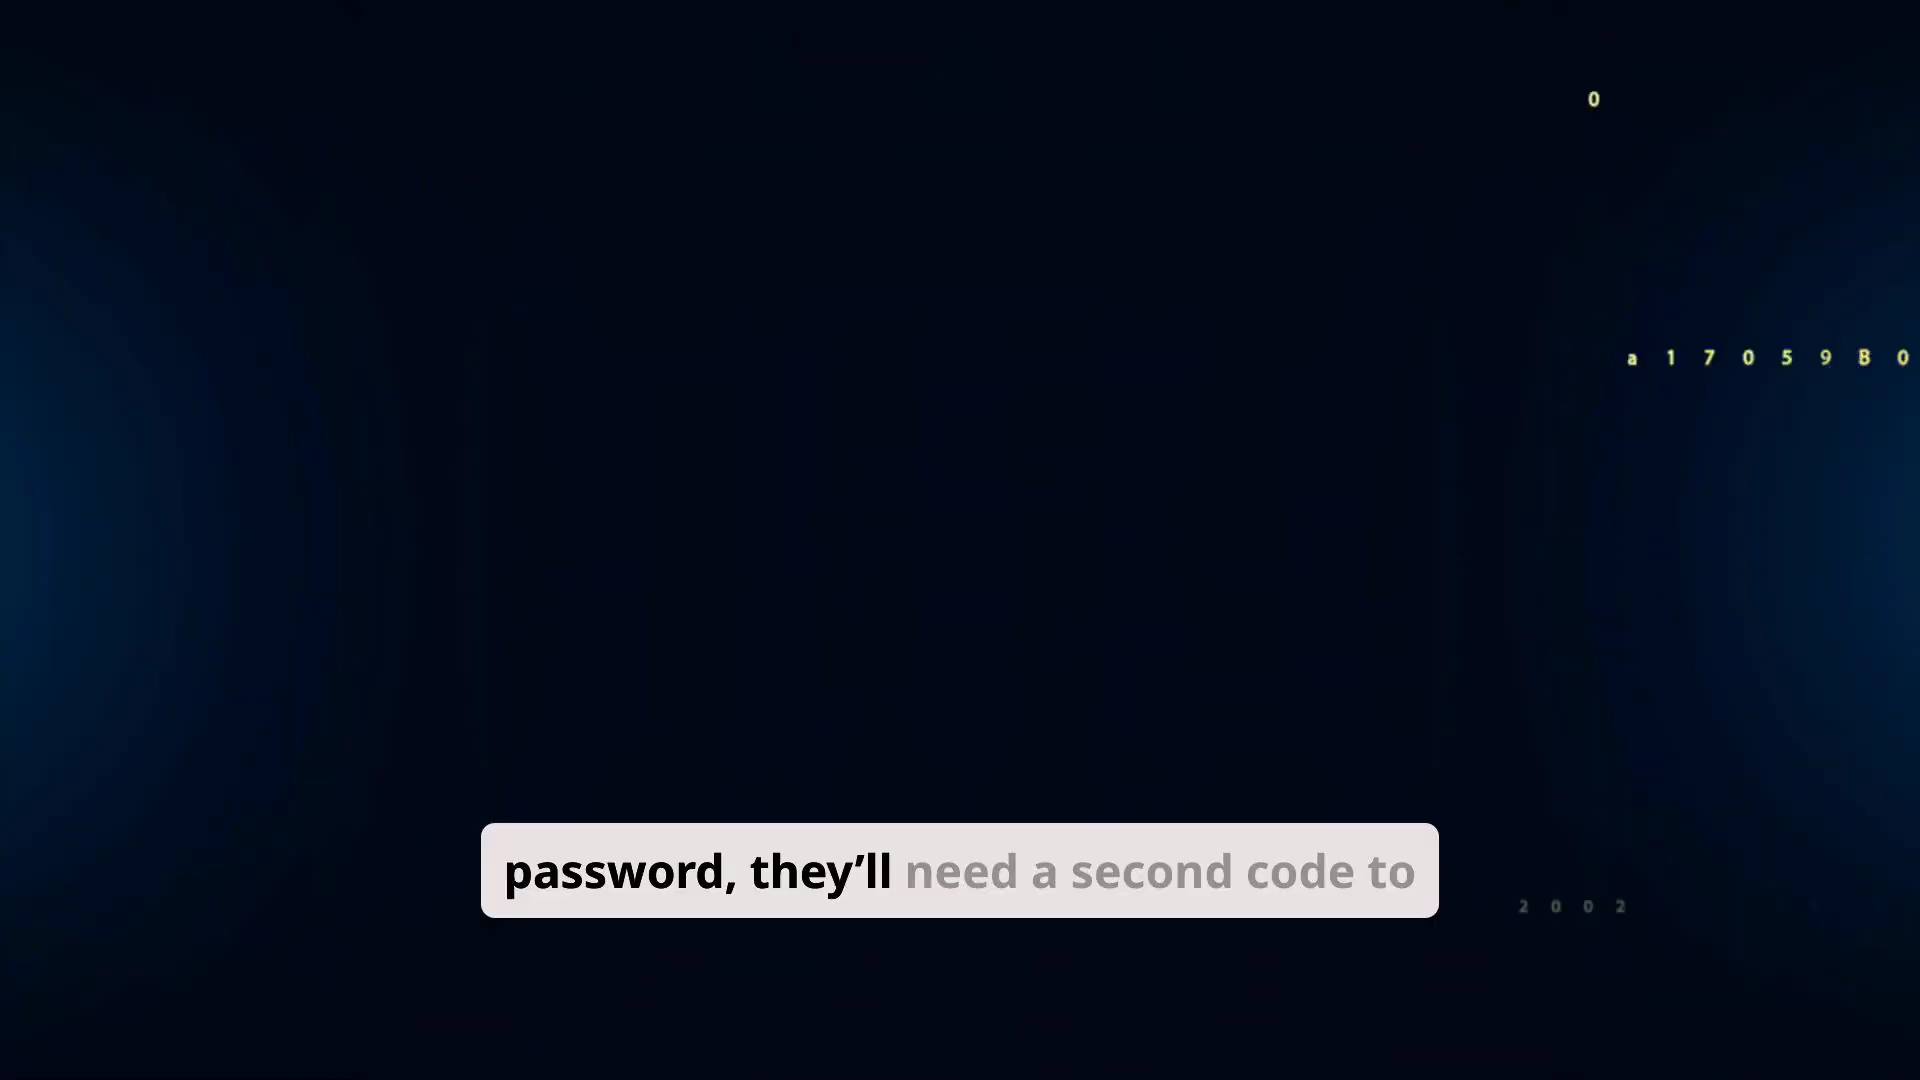 0
a 1 7 0 5 9 B 0
password, they’ll need a second code to
2 0 0 2